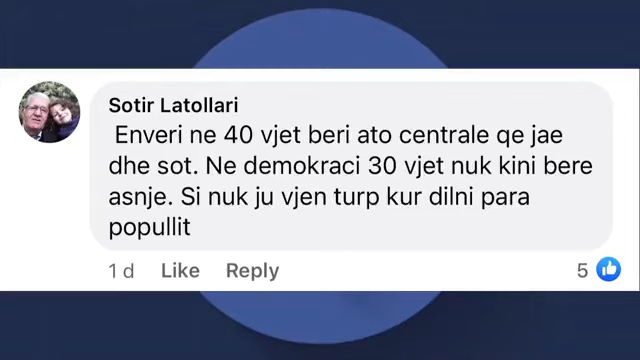 Sotir Latollari
Enveri ne 40 vjet beri ato centrale qe jae
dhe sot. Ne demokraci 30 vjet nuk kini bere
asnje. Si nuk ju vjen turp kur dilni para
popullit
1 d Like Reply 5